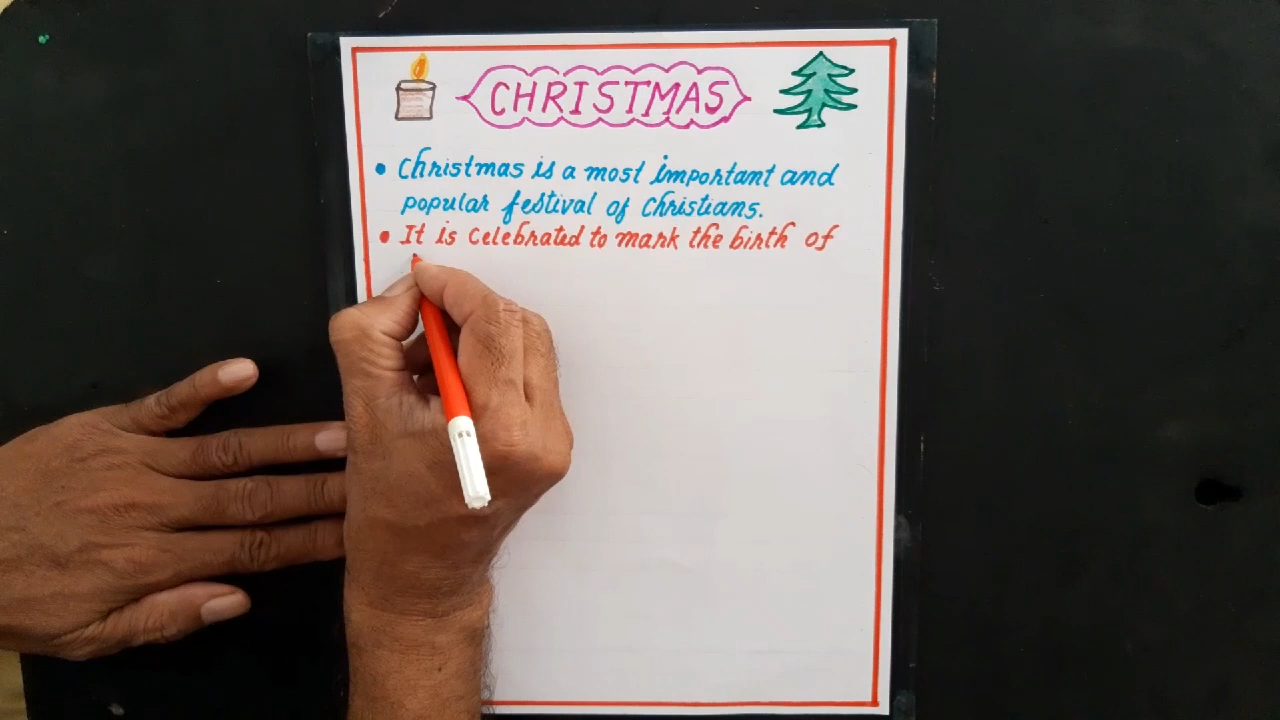 CHRISTMAS
• Christmas is a most important and
popular festival of Christians.
• It is celebrated to mark the birth of